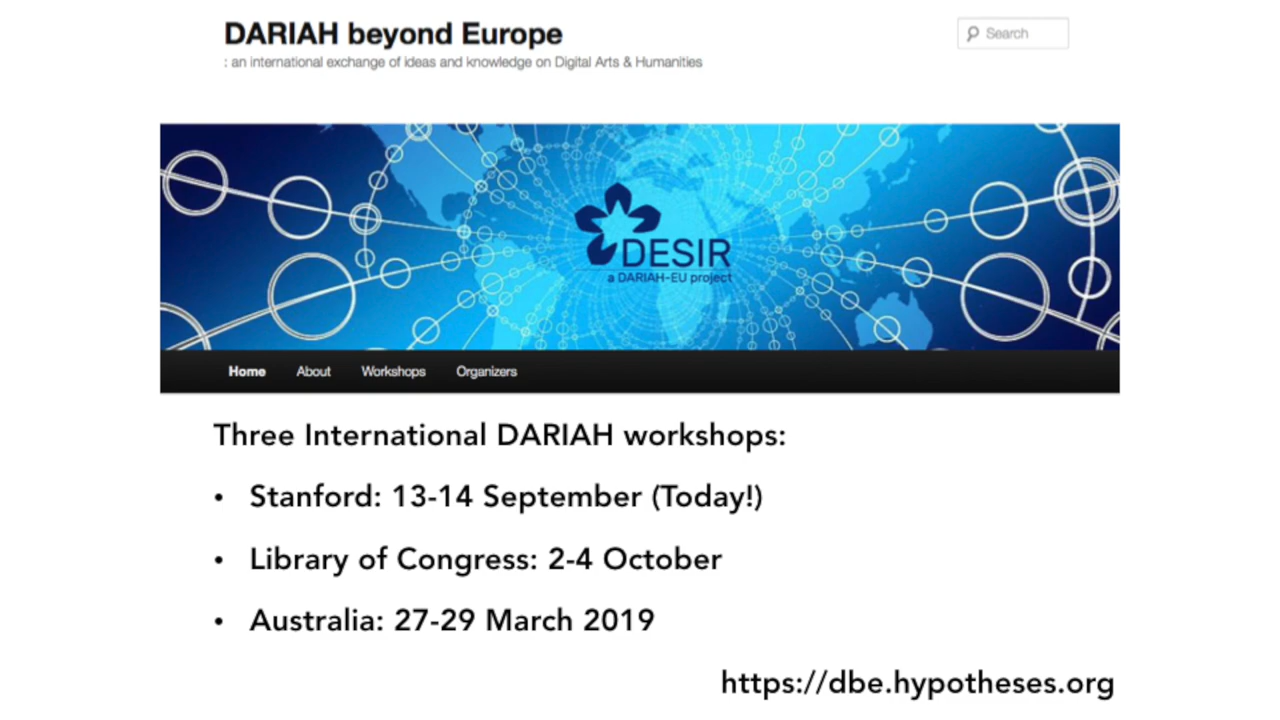 DARIAH beyond Europe
Search
: an international exchange of ideas and knowledge on Digital Arts & Humanities
DESIR
a DARIAH-EU project
Home About Workshops Organizers
Three International DARIAH workshops:
• Stanford: 13-14 September (Today!)
• Library of Congress: 2-4 October
• Australia: 27-29 March 2019
https://dbe.hypotheses.org